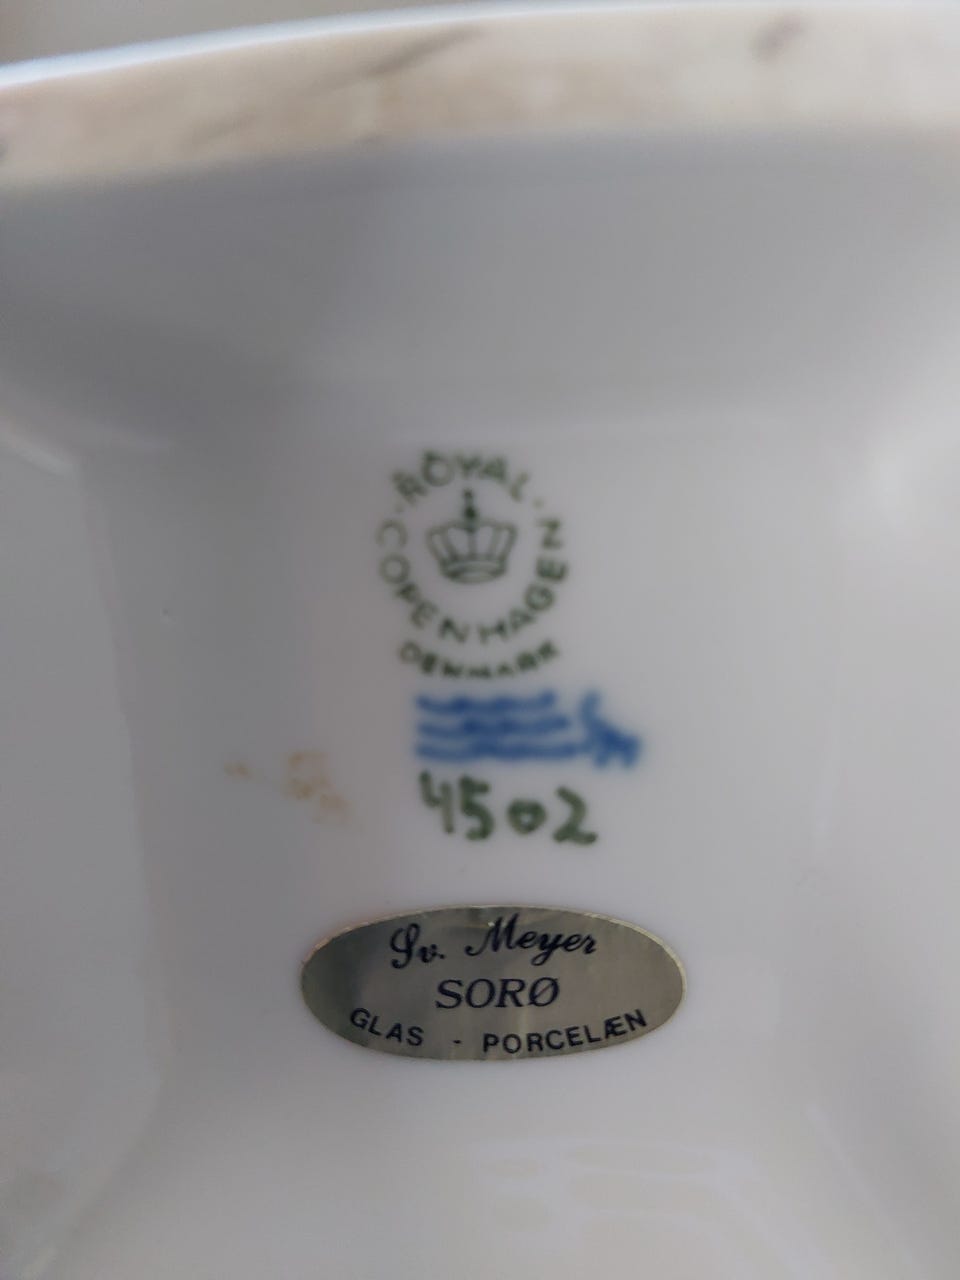 ROYAL
COPENHAGEN
DENMARK
4502
Sv. Meyer
SORØ
GLAS - PORCELÆN